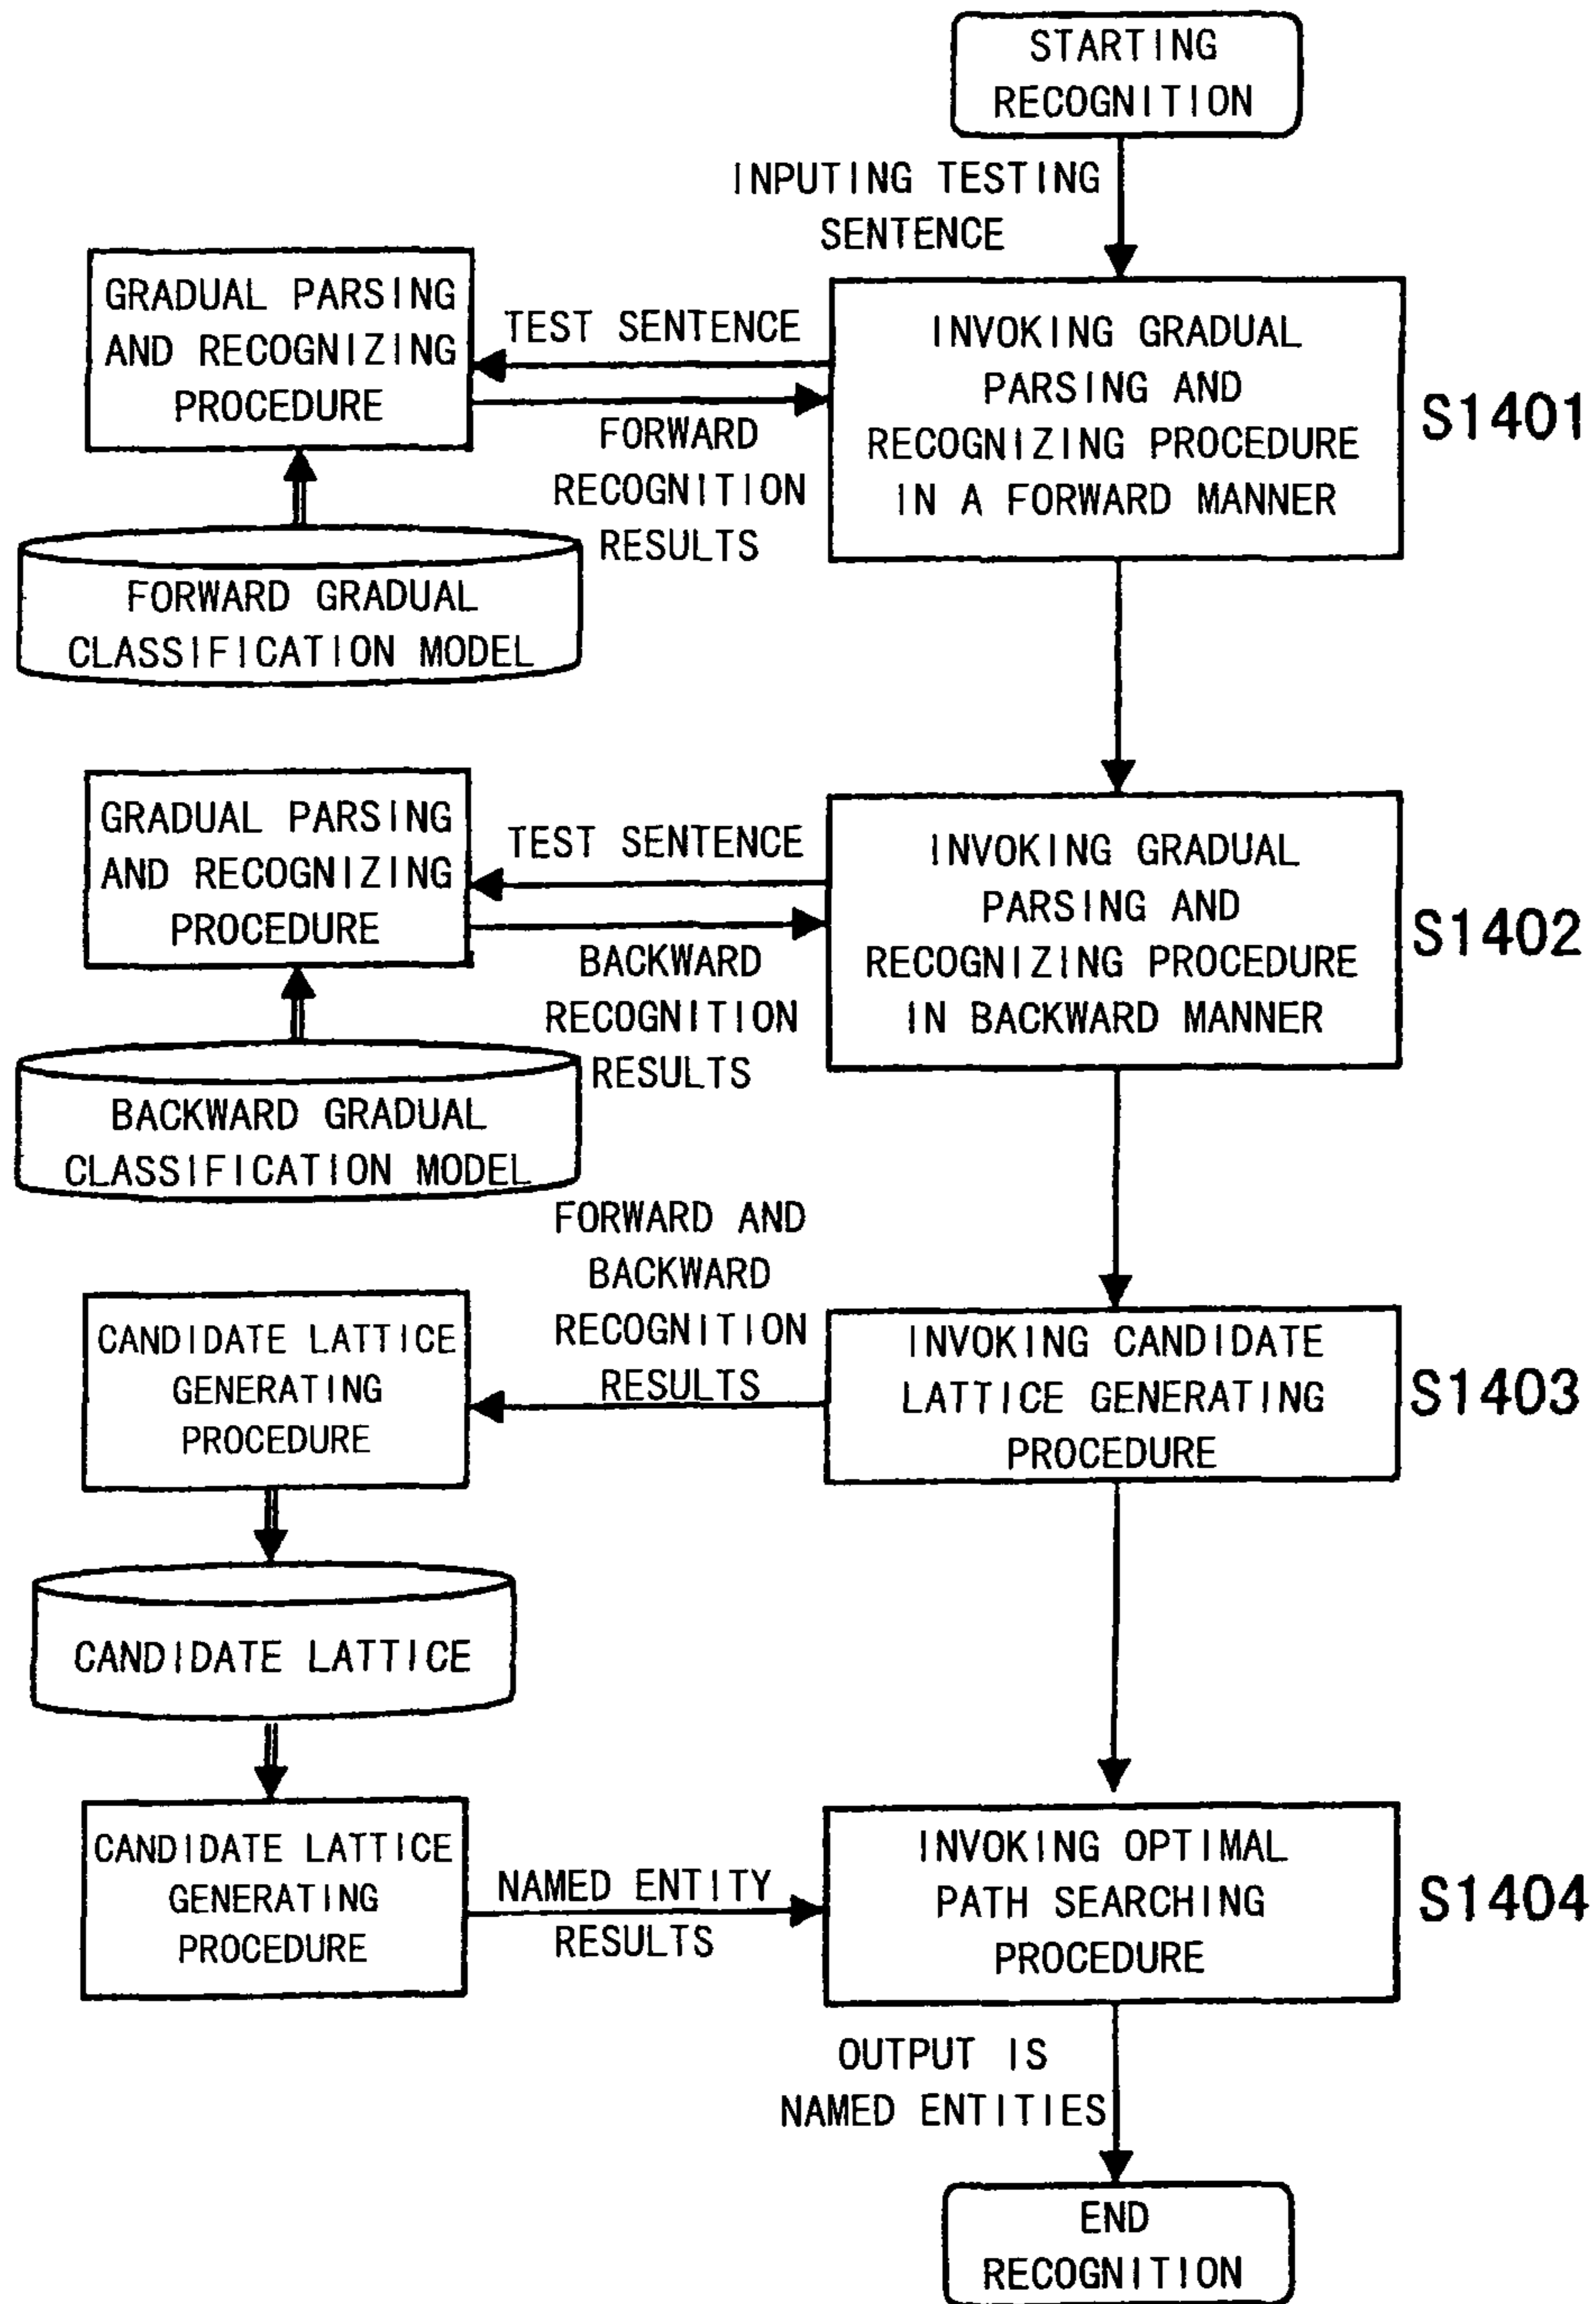 STARTING
RECOGNITION
INPUTING TESTING
SENTENCE
GRADUAL PARSING
AND RECOGNIZING
PROCEDURE
TEST SENTENCE
FORWARD
RECOGNITION
RESULTS
INVOKING GRADUAL
PARSING AND
RECOGNIZING PROCEDURE
IN A FORWARD MANNER
S1401
FORWARD GRADUAL
CLASSIFICATION MODEL
GRADUAL PARSING
AND RECOGNIZING
PROCEDURE
TEST SENTENCE
BACKWARD
RECOGNITION
RESULTS
INVOKING GRADUAL
PARSING AND
RECOGNIZING PROCEDURE
IN BACKWARD MANNER
S1402
BACKWARD GRADUAL
CLASSIFICATION MODEL
FORWARD AND
BACKWARD
RECOGNITION
RESULTS
CANDIDATE LATTICE
GENERATING
PROCEDURE
INVOKING CANDIDATE
LATTICE GENERATING
PROCEDURE
S1403
CANDIDATE LATTICE
CANDIDATE LATTICE
GENERATING
PROCEDURE
NAMED ENTITY
RESULTS
INVOKING OPTIMAL
PATH SEARCHING
PROCEDURE
S1404
OUTPUT IS
NAMED ENTITIES
END
RECOGNITION